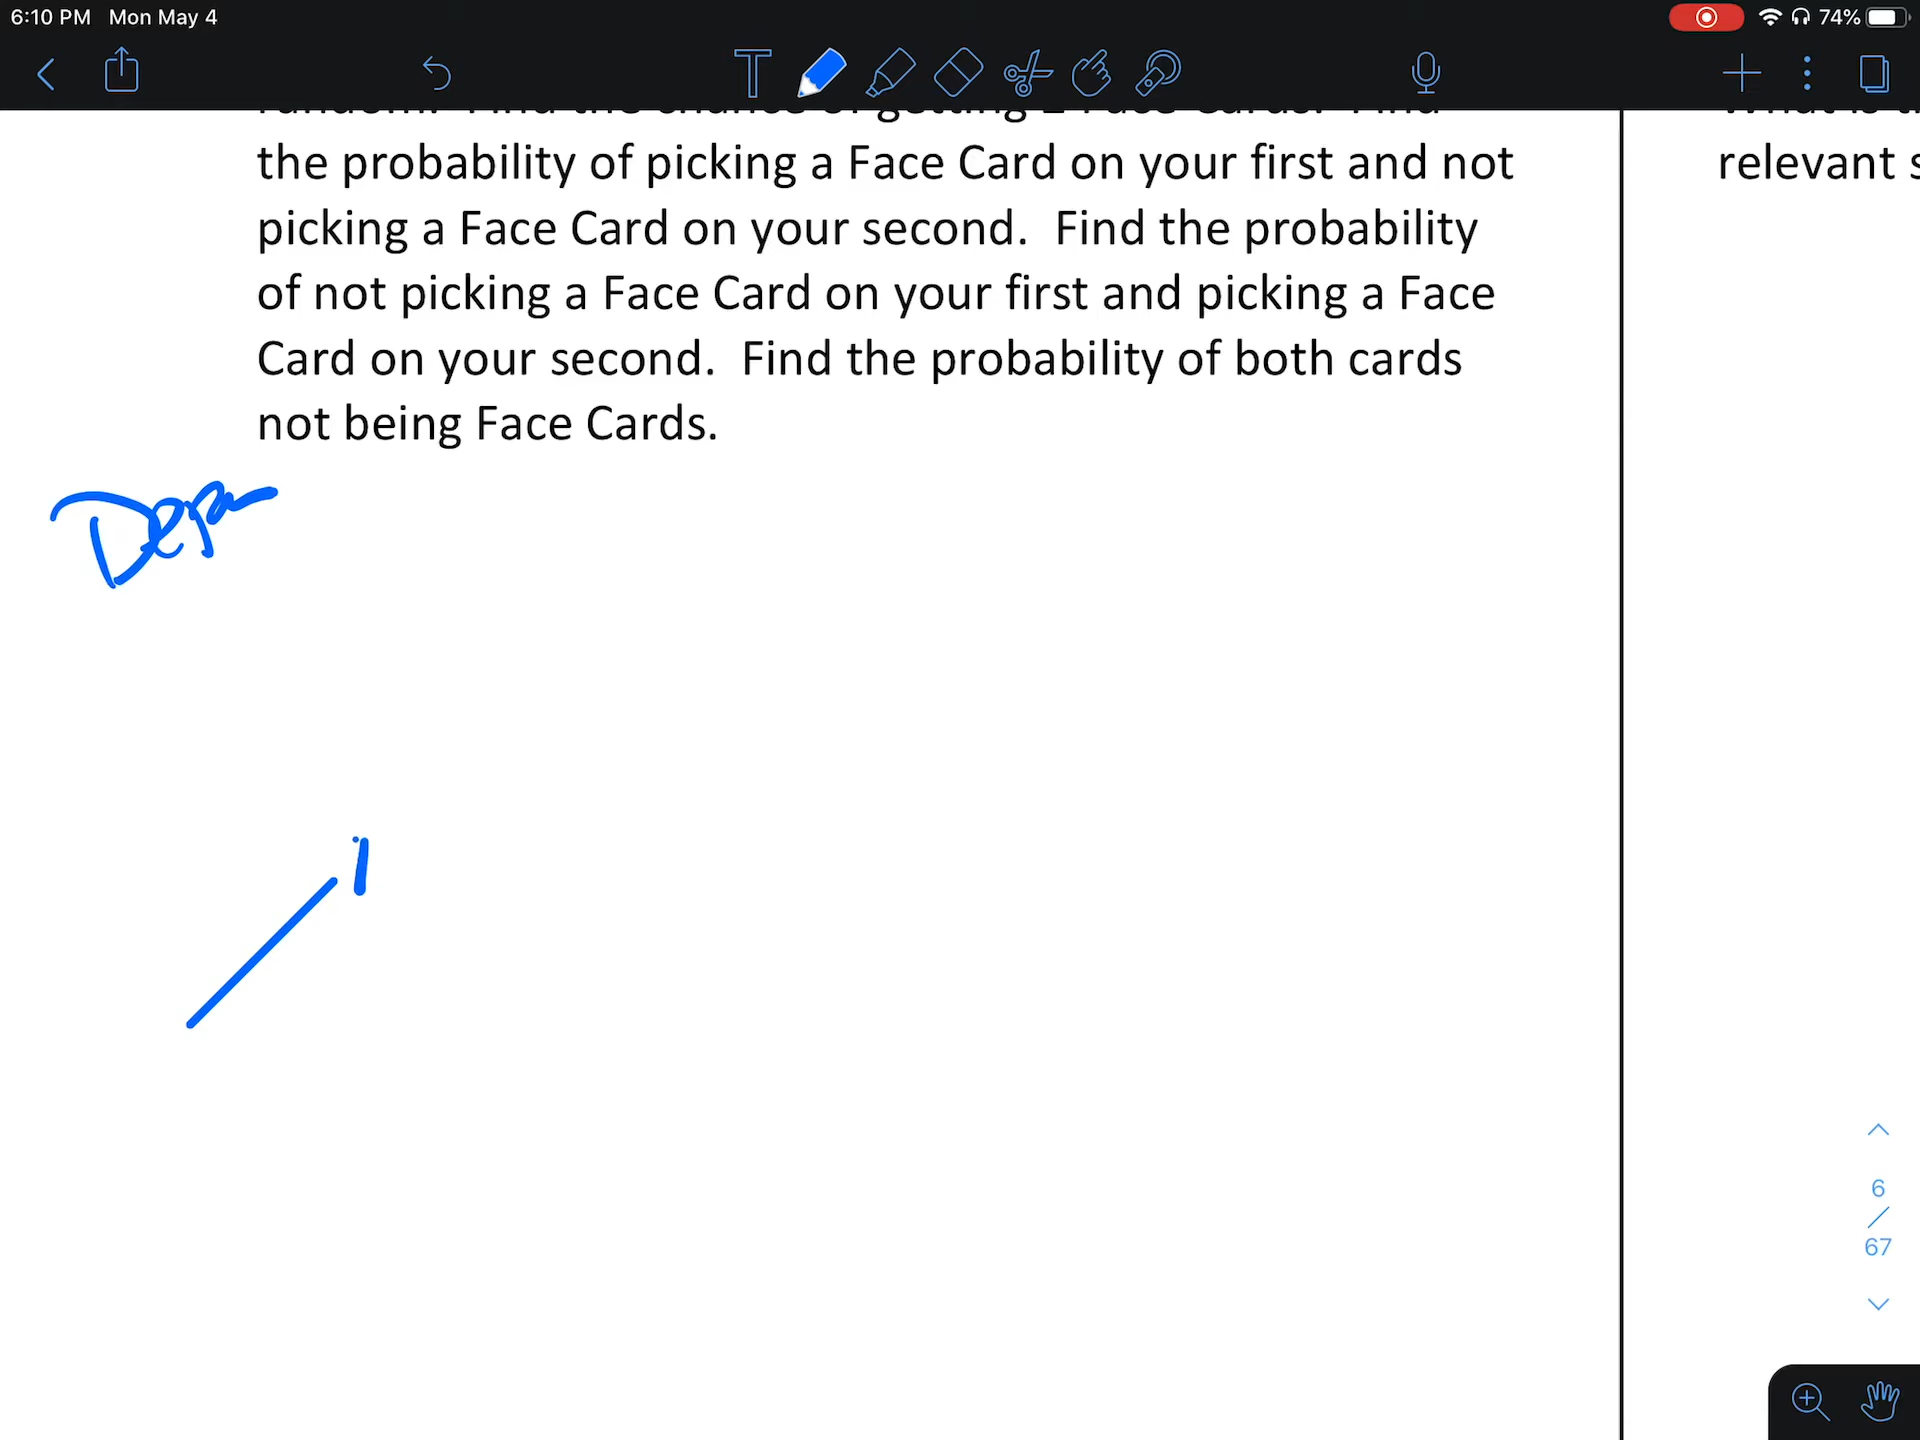 6:10 PM Mon May 4
74%
T
the probability of picking a Face Card on your first and not
picking a Face Card on your second. Find the probability
of not picking a Face Card on your first and picking a Face
Card on your second. Find the probability of both cards
not being Face Cards.
relevant
6
/
67